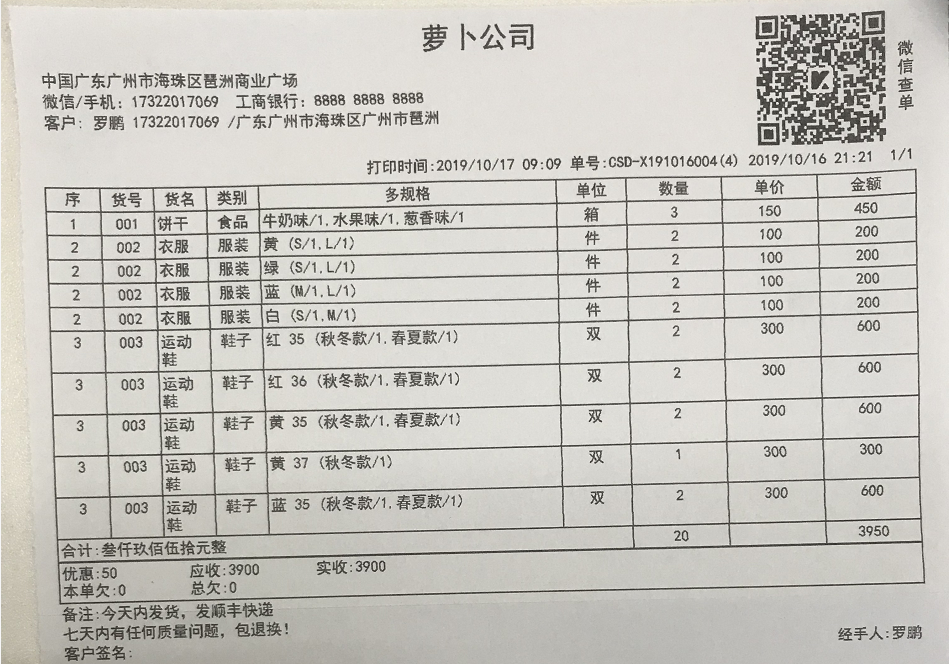 萝卜公司
微信查单
中国广东广州市海珠区琶洲商业广场
微信/手机: 17322017069 工商银行: 8888 8888 8888
客户: 罗鹏 17322017069 /广东广州市海珠区广州市琶洲
打印时间:2019/10/17 09:09 单号:CSD-X191016004(4) 2019/10/16 21:21 1/1
序 货号 货名 类别 多规格 单位 数量 单价 金额
1 001 饼干 食品 牛奶味/1,水果味/1,葱香味/1 箱 3 150 450
2 002 衣服 服装 黄 (S/1,L/1) 件 2 100 200
2 002 衣服 服装 绿 (S/1,L/1) 件 2 100 200
2 002 衣服 服装 蓝 (M/1,L/1) 件 2 100 200
2 002 衣服 服装 白 (S/1,M/1) 件 2 100 200
3 003 运动鞋 鞋子 红 35 (秋冬款/1,春夏款/1) 双 2 300 600
3 003 运动鞋 鞋子 红 36 (秋冬款/1,春夏款/1) 双 2 300 600
3 003 运动鞋 鞋子 黄 35 (秋冬款/1,春夏款/1) 双 2 300 600
3 003 运动鞋 鞋子 黄 37 (秋冬款/1) 双 1 300 300
3 003 运动鞋 鞋子 蓝 35 (秋冬款/1,春夏款/1) 双 2 300 600
合计:叁仟玖佰伍拾元整 20 3950
优惠:50 应收:3900 实收:3900
本单欠:0 总欠:0
备注:今天内发货，发顺丰快递
七天内有任何质量问题，包退换!
经手人:罗鹏
客户签名: